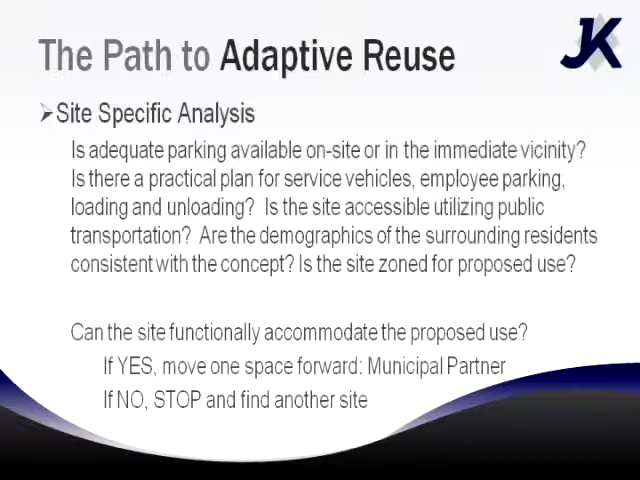 The Path to Adaptive Reuse
JK
Site Specific Analysis
Is adequate parking available on-site or in the immediate vicinity?
Is there a practical plan for service vehicles, employee parking,
loading and unloading? Is the site accessible utilizing public
transportation? Are the demographics of the surrounding residents
consistent with the concept? Is the site zoned for proposed use?
Can the site functionally accommodate the proposed use?
If YES, move one space forward: Municipal Partner
If NO, STOP and find another site